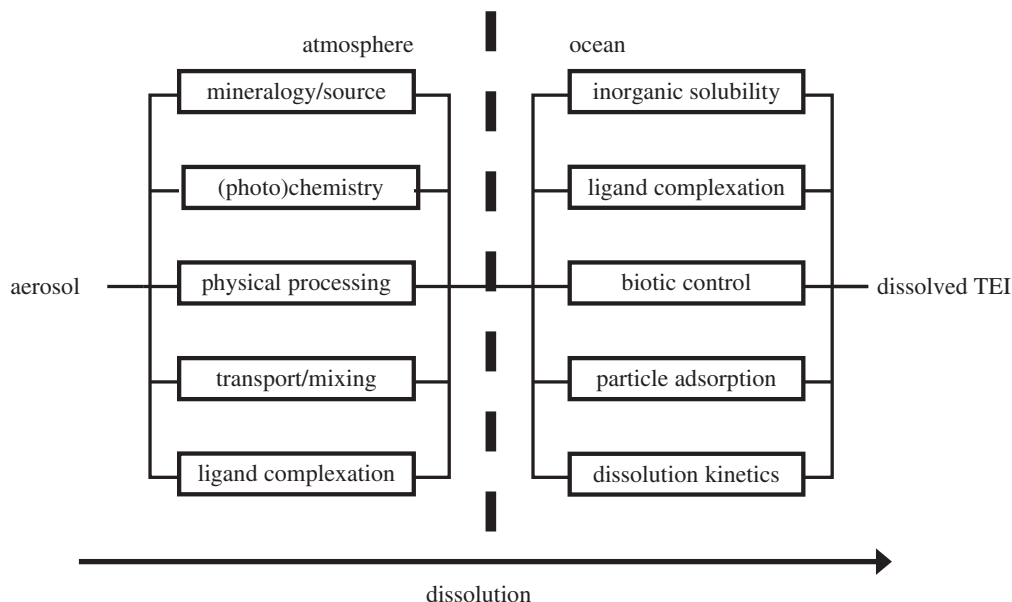 atmosphere
ocean
mineralogy/source
inorganic solubility
(photo)chemistry
ligand complexation
aerosol
physical processing
biotic control
dissolved TEI
transport/mixing
particle adsorption
ligand complexation
dissolution kinetics
dissolution